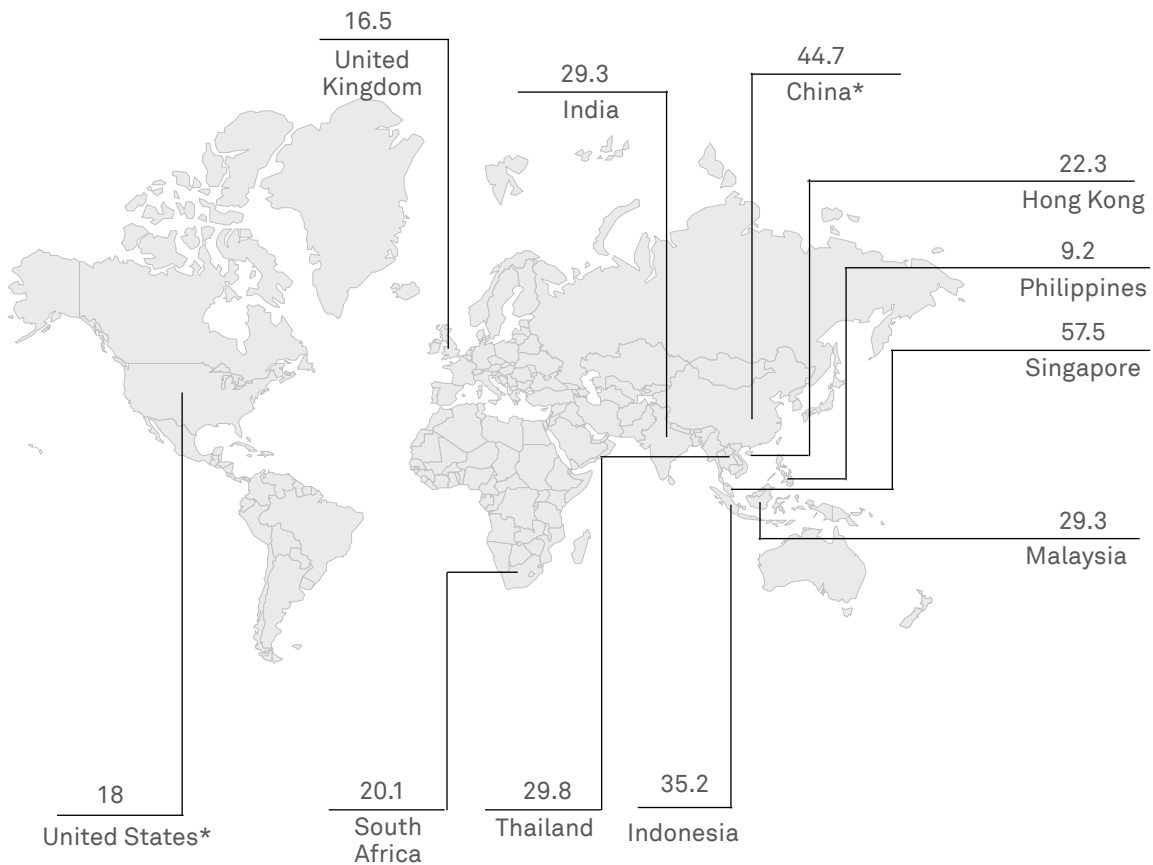 16.5
United
Kingdom
29.3
India
44.7
China*
22.3
Hong Kong
9.2
Philippines
57.5
Singapore
29.3
Malaysia
18
United States*
20.1
South
Africa
29.8
Thailand
35.2
Indonesia